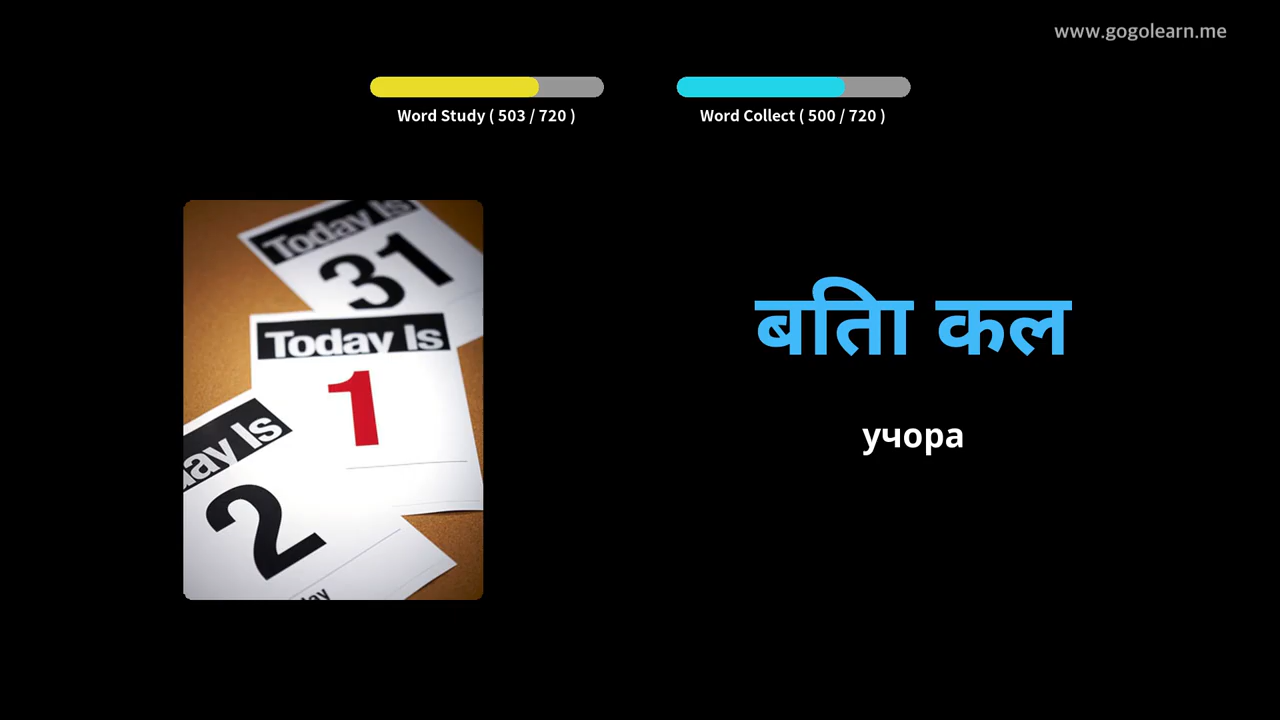 www.gogolearn.me
Word Study ( 503 / 720 )
Word Collect ( 500 / 720 )
Today Is
31
Today Is
1
ay Is
2
बिता कल
учора